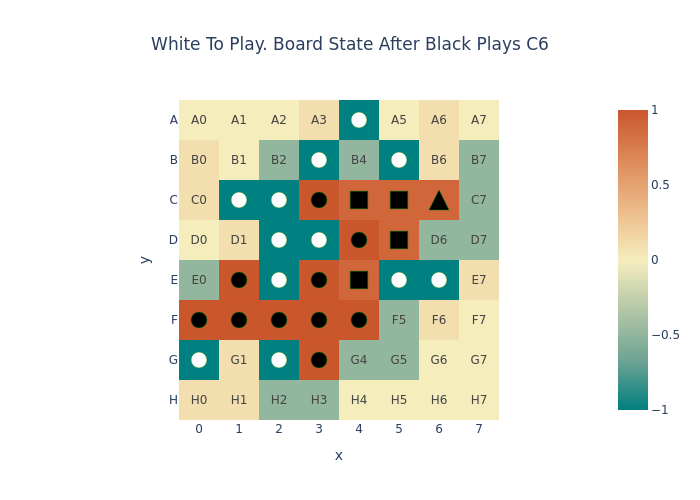 White To Play. Board State After Black Plays C6
A A0 A1 A2 A3 A5 A6 A7
B B0 B1 B2 B4 B6 B7
C C0 C7
D D0 D1 D6 D7
E E0 E7
F F5 F6 F7
G G1 G4 G5 G6 G7
H H0 H1 H2 H3 H4 H5 H6 H7
0 1 2 3 4 5 6 7
x
y
1
0.5
0
−0.5
−1